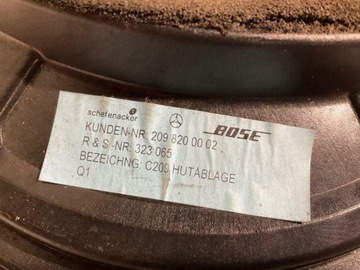 schefenacker BOSE
KUNDEN-NR: 209 820 00 02
R & S -NR: 323 065
BEZEICHNG: C209 HUTABLAGE
Q1